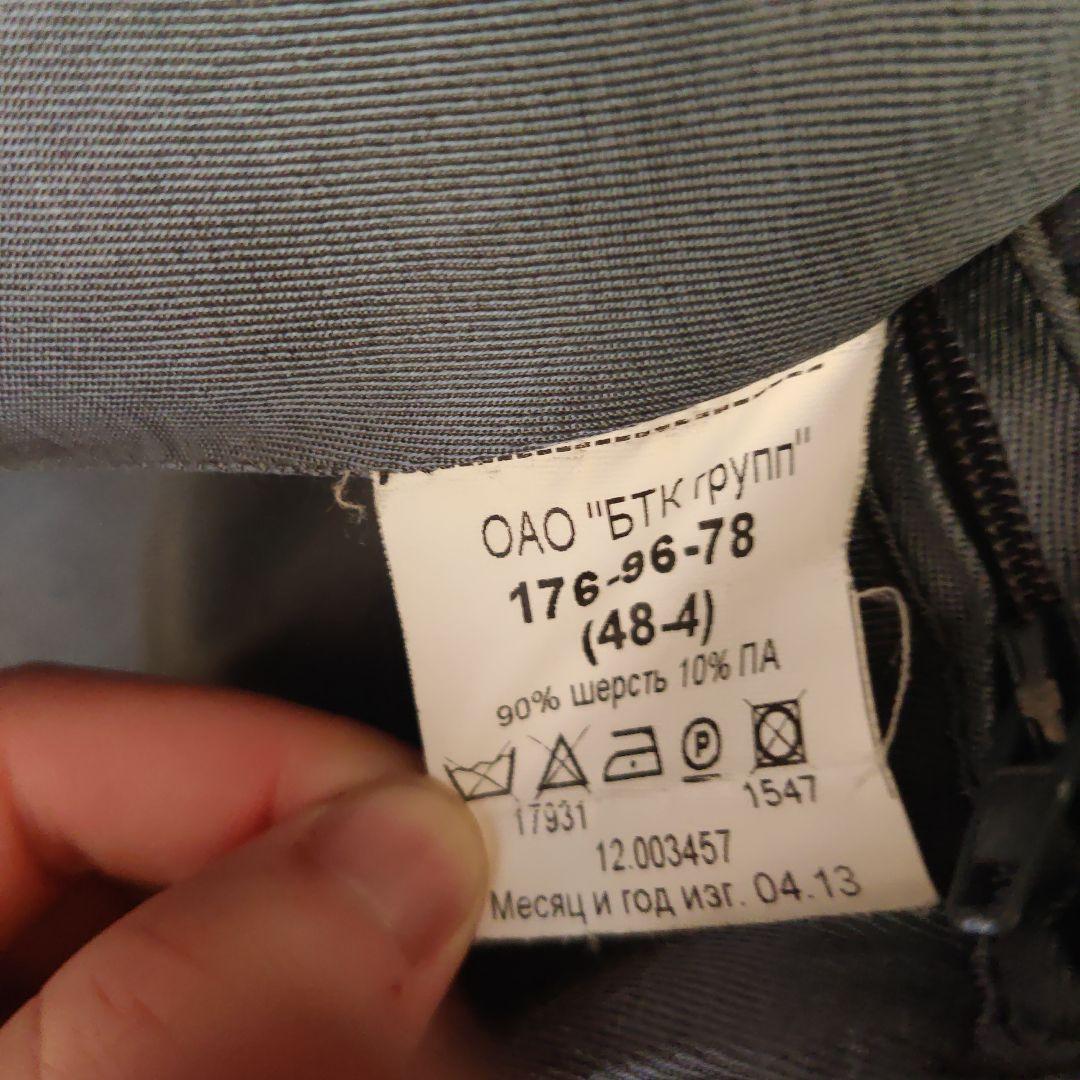 ОАО "БТК групп"
176-96-78
(48-4)
90% шерсть 10% ПА
P
17931 1547
12.003457
Месяц и год изг. 04.13